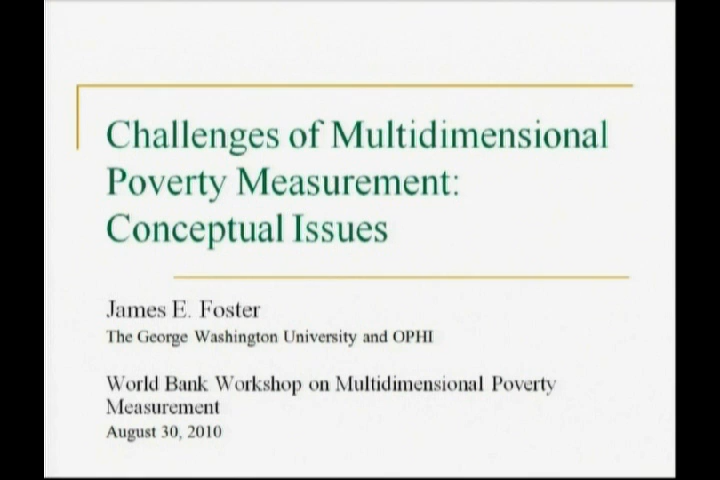 Challenges of Multidimensional
Poverty Measurement:
Conceptual Issues
James E. Foster
The George Washington University and OPHI
World Bank Workshop on Multidimensional Poverty
Measurement
August 30, 2010